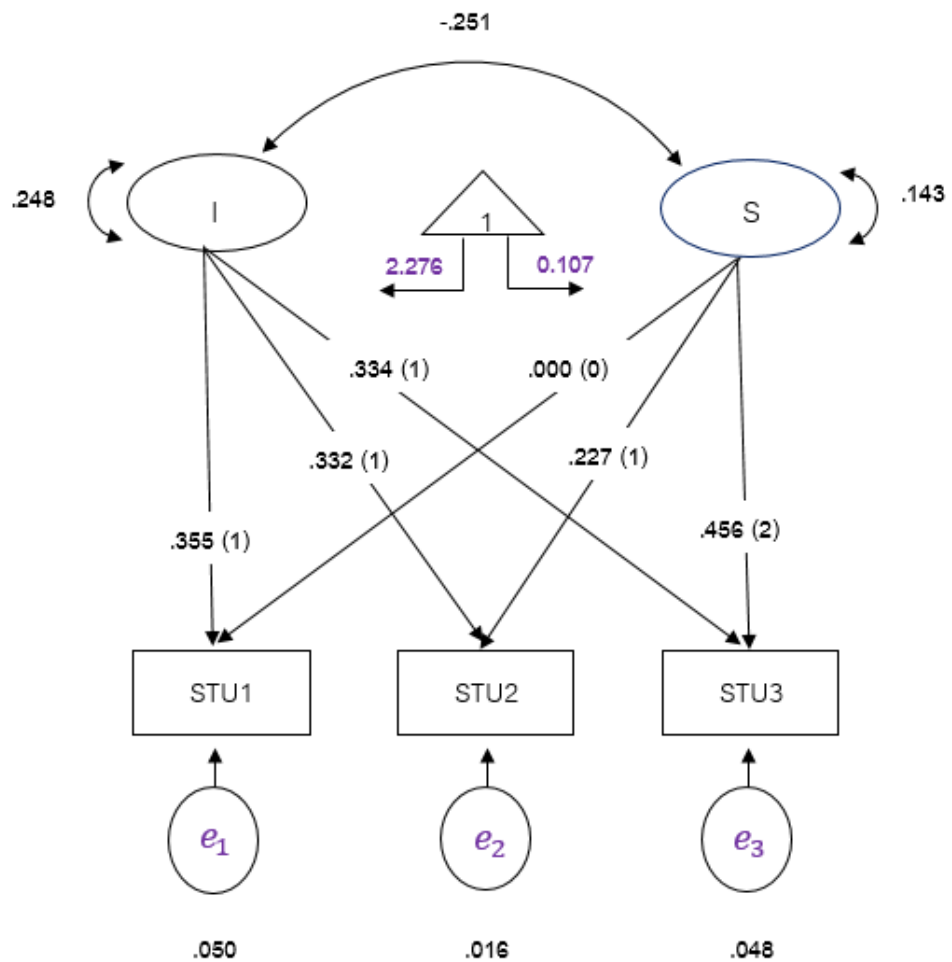 -.251
.248
I
1
S
.143
2.276
0.107
.334 (1)
.000 (0)
.332 (1)
.227 (1)
.355 (1)
.456 (2)
STU1
STU2
STU3
e1
e2
e3
.050
.016
.048